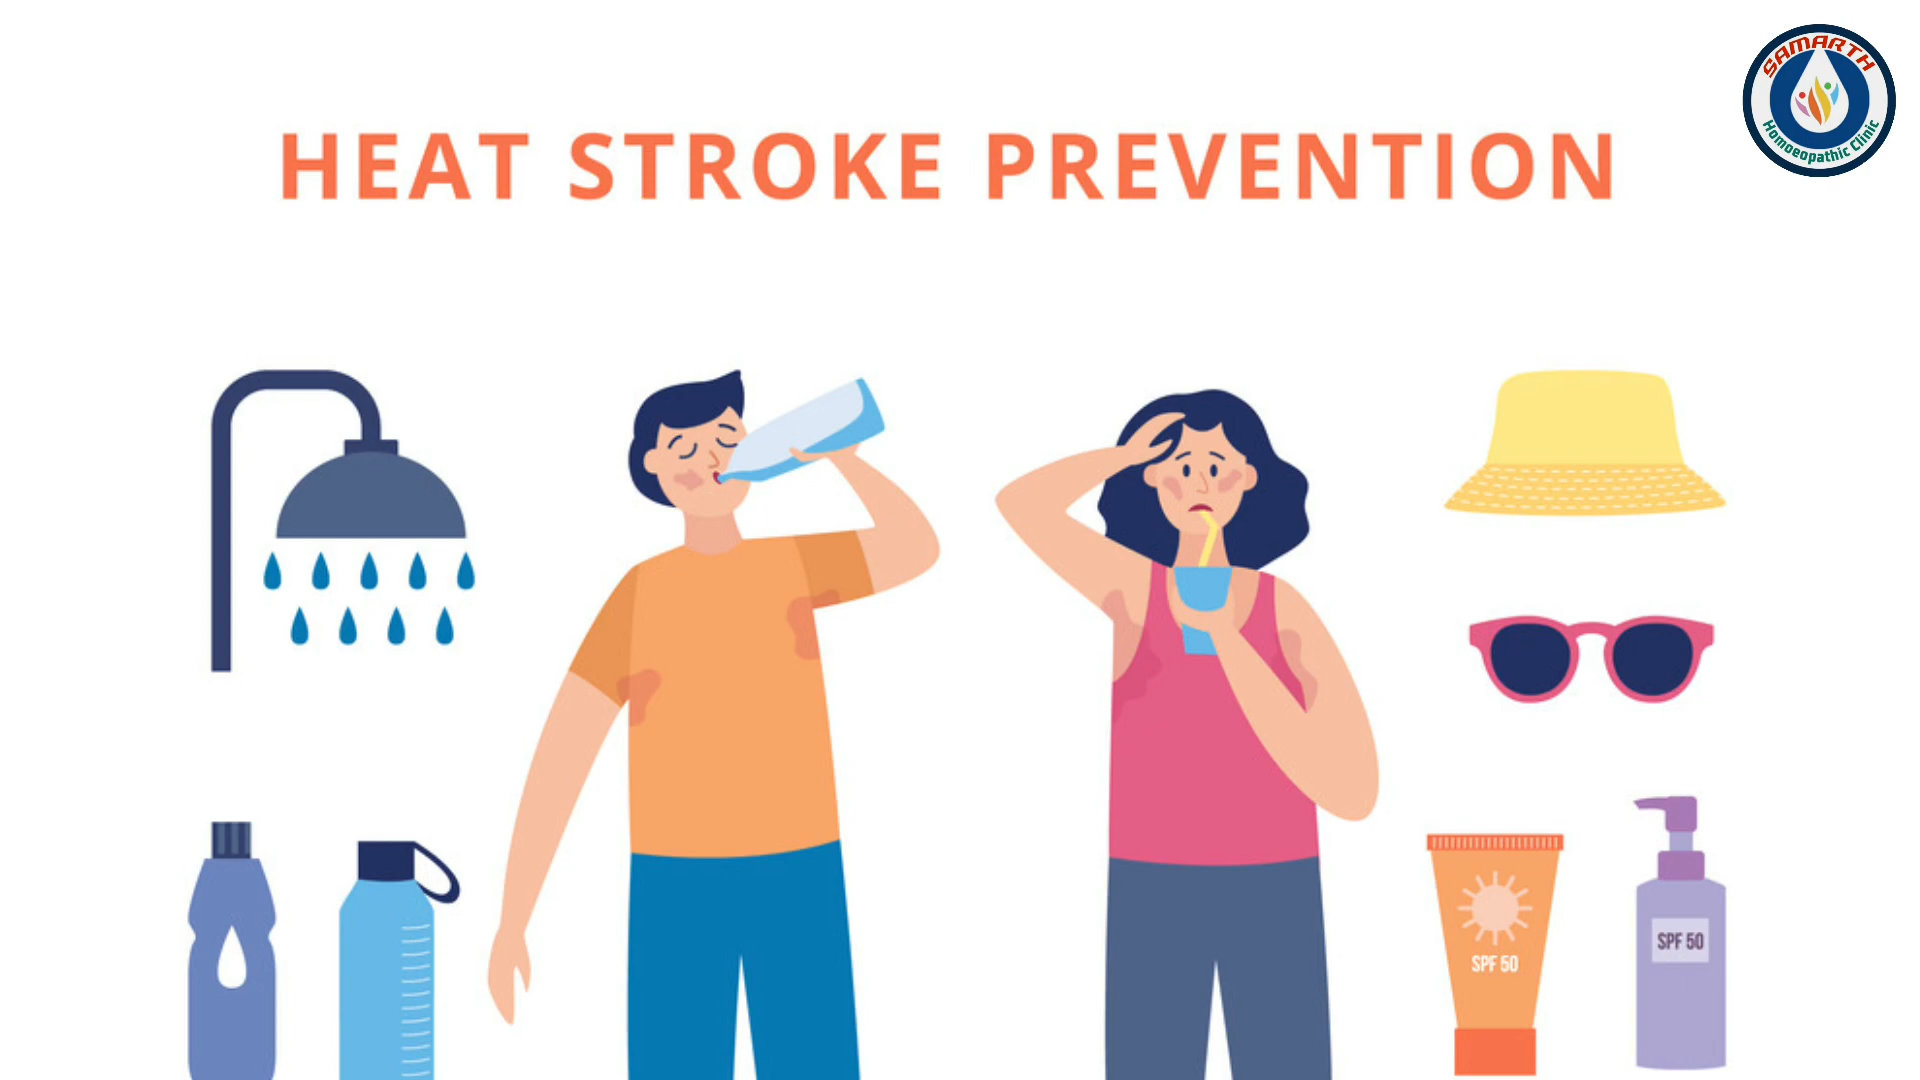 SAMARTH
Homoeopathic Clinic
HEAT STROKE PREVENTION
SPF 50
SPF 50